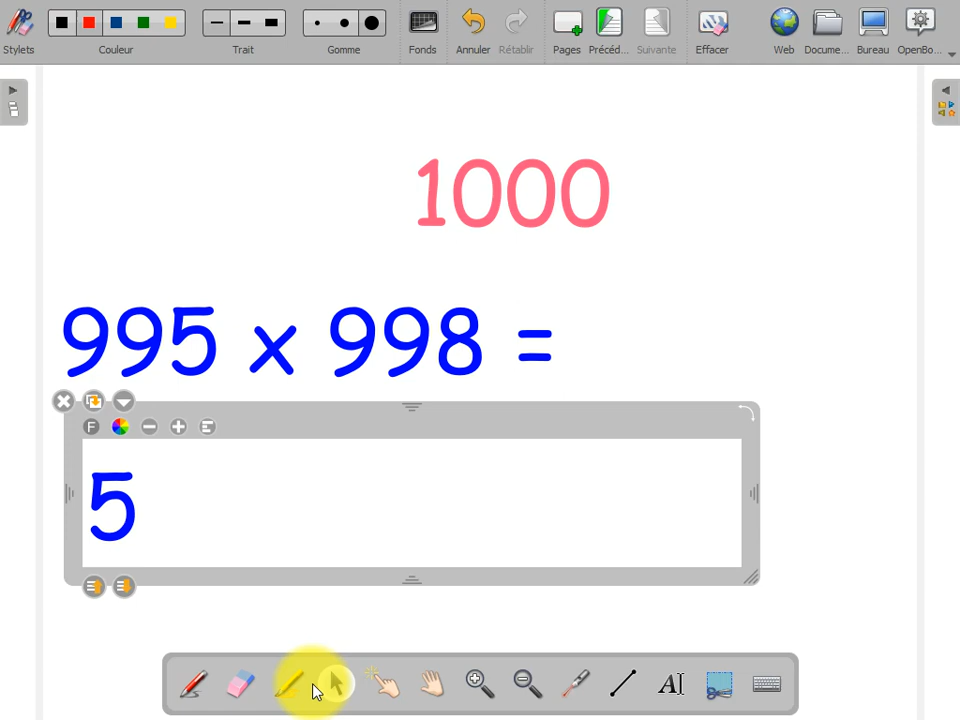 Stylets Couleur Trait Gomme Fonds Annuler Rétablir Pages Précéd... Suivante Effacer Web Docume... Bureau OpenBo...
1000
995 x 998 =
F
5
AI